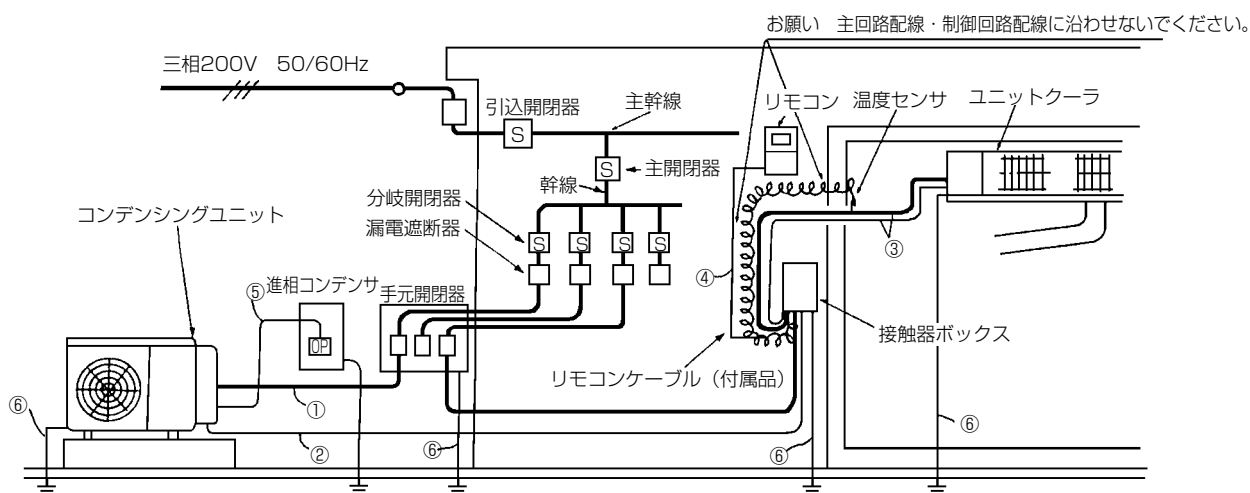 お願い　主回路配線・制御回路配線に沿わせないでください。
三相200V　50/60Hz
引込開閉器
主幹線
リモコン
温度センサ
ユニットクーラ
S
S
主開閉器
幹線
分岐開閉器
漏電遮断器
S
S
S
S
コンデンシングユニット
③
④
⑤
進相コンデンサ
手元開閉器
OP
接触器ボックス
リモコンケーブル（付属品）
①
⑥
②
⑥
⑥
⑥